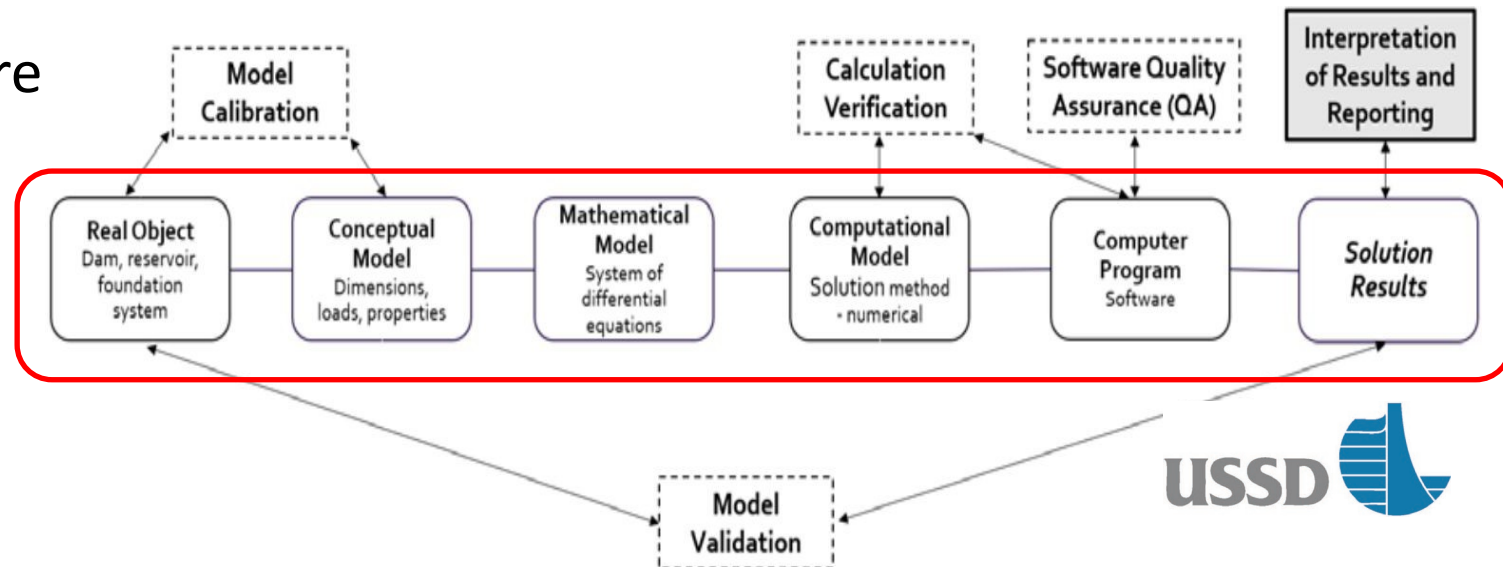 re
Model
Calibration
Calculation
Verification
Software Quality
Assurance (QA)
Interpretation
of Results and
Reporting
Real Object
Dam, reservoir,
foundation
system
Conceptual
Model
Dimensions,
loads, properties
Mathematical
Model
System of
differential
equations
Computational
Model
Solution method
- numerical
Computer
Program
Software
Solution
Results
Model
Validation
USSD